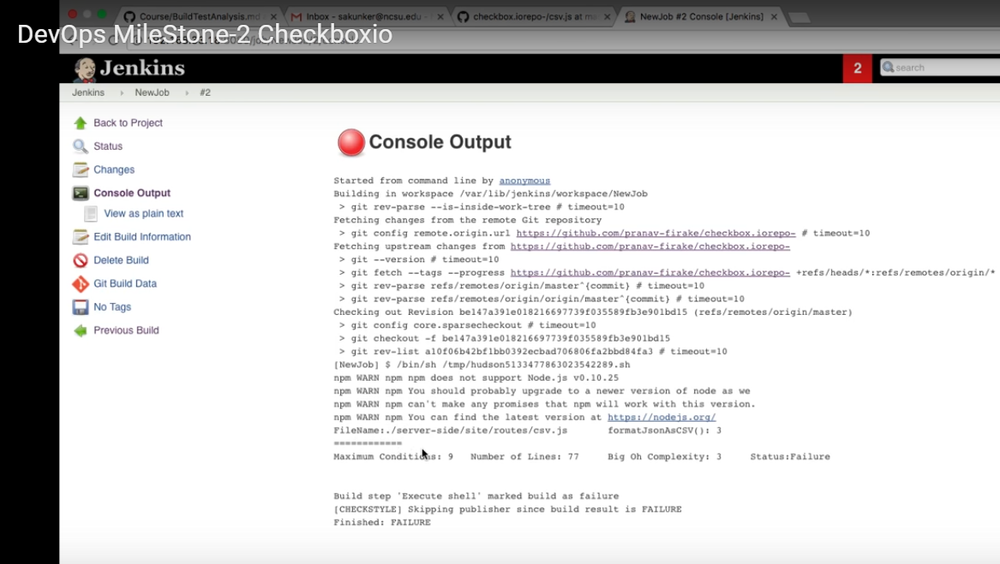 Course/BuildTestAnalysis.md
Inbox - sakunker@ncsu.edu -
checkbox.iorepo-/csv.js at ma
NewJob #2 Console [Jenkins]
DevOps MileStone-2 Checkboxio
Jenkins
2
search
Jenkins
NewJob
#2
Back to Project
Status
Changes
Console Output
View as plain text
Edit Build Information
Delete Build
Git Build Data
No Tags
Previous Build
Console Output
Started from command line by anonymous
Building in workspace /var/lib/jenkins/workspace/NewJob
> git rev-parse --is-inside-work-tree # timeout=10
Fetching changes from the remote Git repository
> git config remote.origin.url https://github.com/pranav-firake/checkbox.iorepo- # timeout=10
Fetching upstream changes from https://github.com/pranav-firake/checkbox.iorepo-
> git --version # timeout=10
> git fetch --tags --progress https://github.com/pranav-firake/checkbox.iorepo- +refs/heads/*:refs/remotes/origin/*
> git rev-parse refs/remotes/origin/master^{commit} # timeout=10
> git rev-parse refs/remotes/origin/origin/master^{commit} # timeout=10
Checking out Revision be147a391e018216697739f035589fb3e901bd15 (refs/remotes/origin/master)
> git config core.sparsecheckout # timeout=10
> git checkout -f be147a391e018216697739f035589fb3e901bd15
> git rev-list a10f06b42bf1bb0392ecbad706806fa2bbd84fa3 # timeout=10
[NewJob] $ /bin/sh /tmp/hudson5133477863023542289.sh
npm WARN npm npm does not support Node.js v0.10.25
npm WARN npm You should probably upgrade to a newer version of node as we
npm WARN npm can't make any promises that npm will work with this version.
npm WARN npm You can find the latest version at https://nodejs.org/
FileName:./server-side/site/routes/csv.js formatJsonAsCSV(): 3
============
Maximum Conditions: 9 Number of Lines: 77 Big Oh Complexity: 3 Status:Failure
Build step 'Execute shell' marked build as failure
[CHECKSTYLE] Skipping publisher since build result is FAILURE
Finished: FAILURE